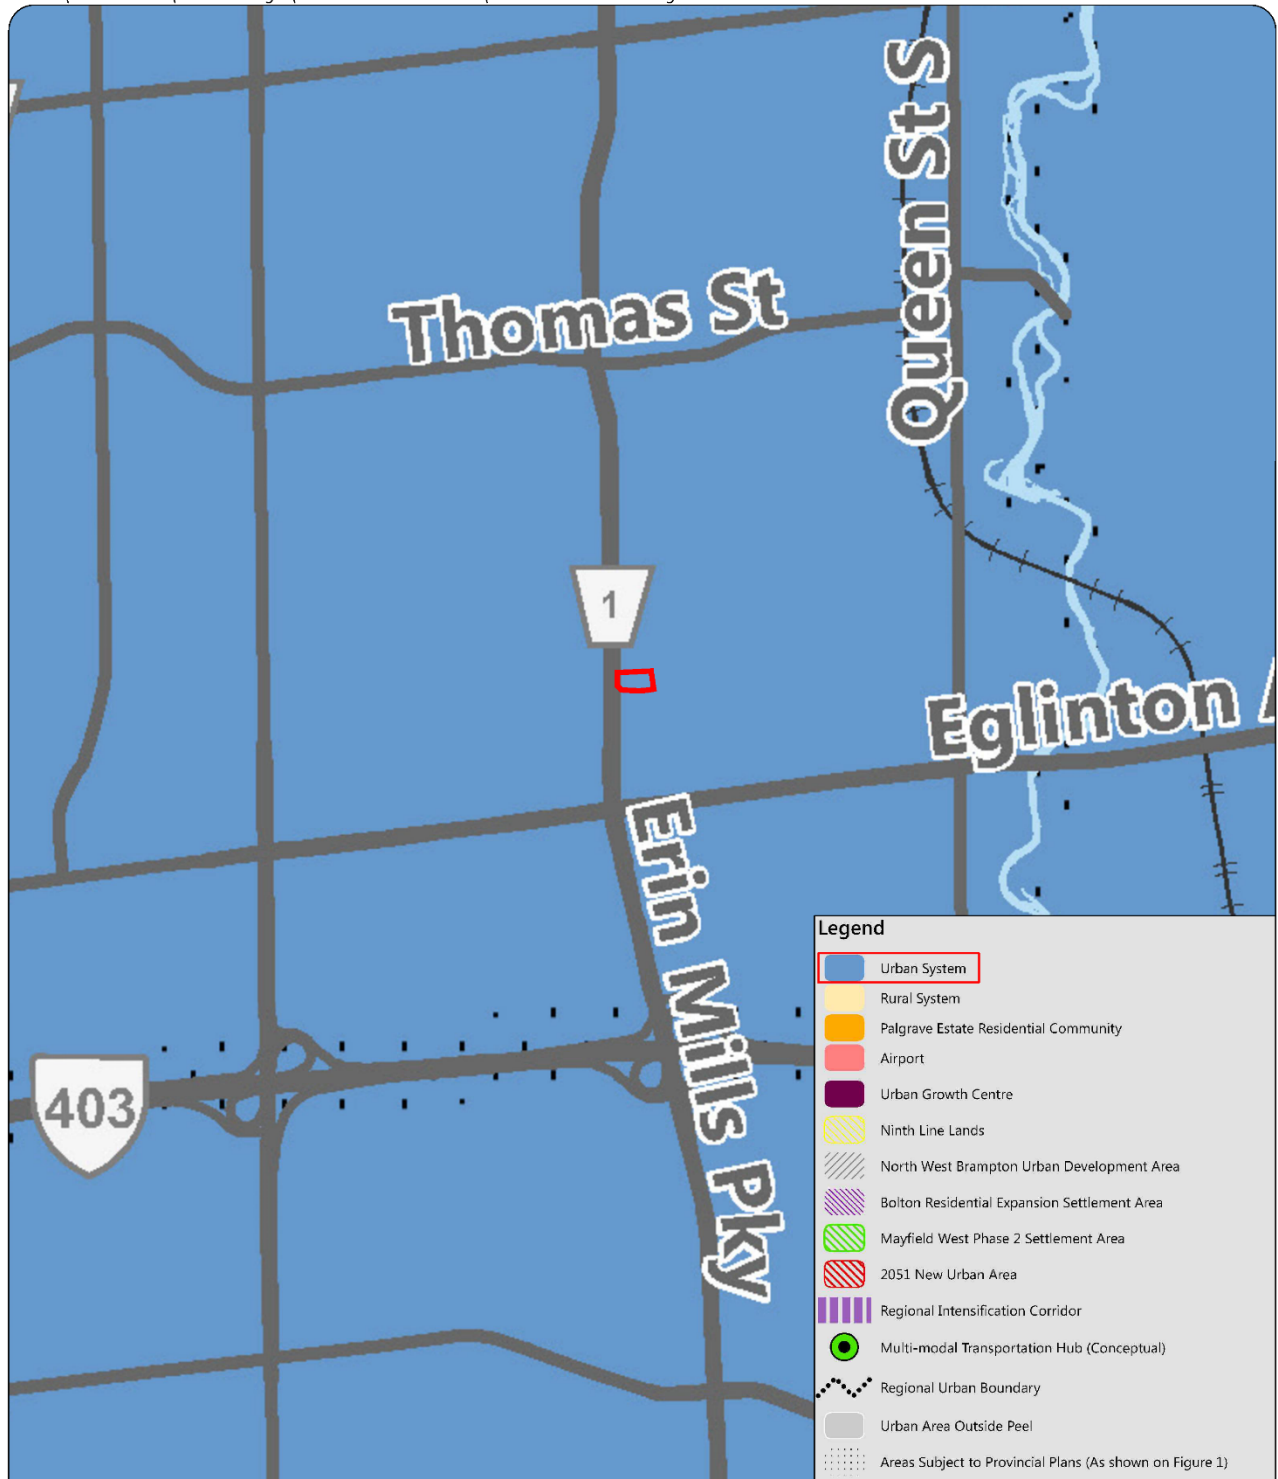 Queen St S
Thomas St
1
Eglinton A
Erin Mills Pky
403
Legend
Urban System
Rural System
Palgrave Estate Residential Community
Airport
Urban Growth Centre
Ninth Line Lands
North West Brampton Urban Development Area
Bolton Residential Expansion Settlement Area
Mayfield West Phase 2 Settlement Area
2051 New Urban Area
Regional Intensification Corridor
Multi-modal Transportation Hub (Conceptual)
Regional Urban Boundary
Urban Area Outside Peel
Areas Subject to Provincial Plans (As shown on Figure 1)